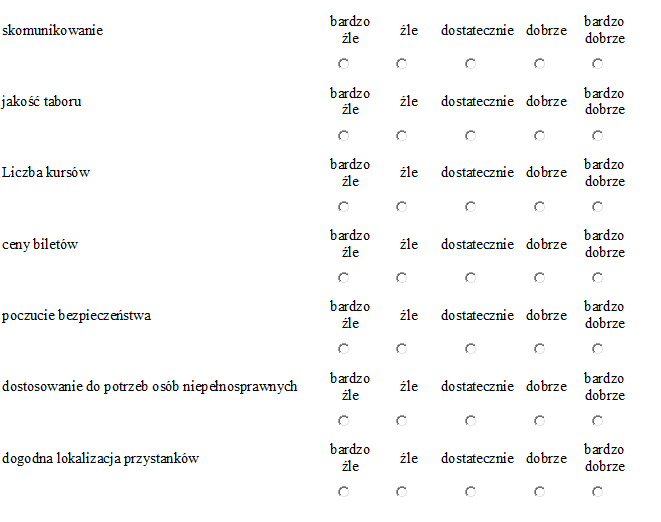 skomunikowanie bardzo źle źle dostatecznie dobrze bardzo dobrze
jakość taboru bardzo źle źle dostatecznie dobrze bardzo dobrze
Liczba kursów bardzo źle źle dostatecznie dobrze bardzo dobrze
ceny biletów bardzo źle źle dostatecznie dobrze bardzo dobrze
poczucie bezpieczeństwa bardzo źle źle dostatecznie dobrze bardzo dobrze
dostosowanie do potrzeb osób niepełnosprawnych bardzo źle źle dostatecznie dobrze bardzo dobrze
dogodna lokalizacja przystanków bardzo źle źle dostatecznie dobrze bardzo dobrze